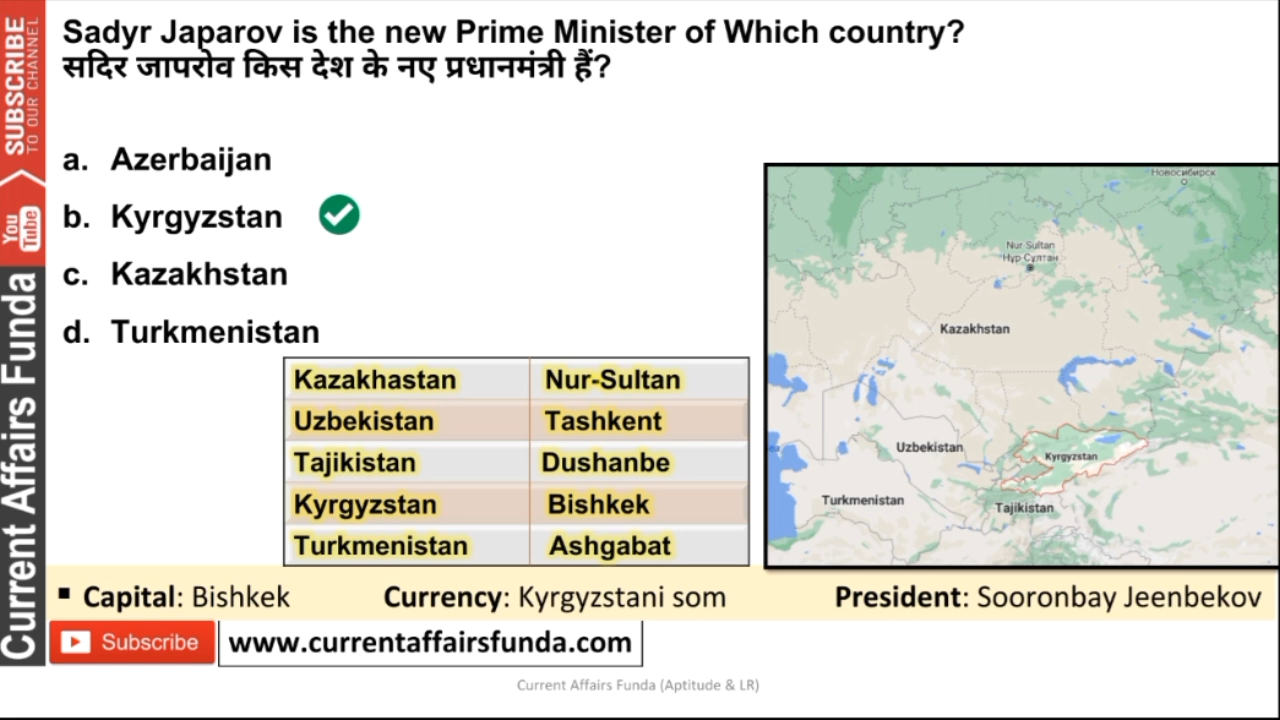 Sadyr Japarov is the new Prime Minister of Which country?
सदिर जापरोव किस देश के नए प्रधानमंत्री हैं?
a. Azerbaijan
b. Kyrgyzstan
c. Kazakhstan
d. Turkmenistan
Kazakhastan Nur-Sultan
Uzbekistan Tashkent
Tajikistan Dushanbe
Kyrgyzstan Bishkek
Turkmenistan Ashgabat
Новосибирск
Nur Sultan
Нұр-Сұлтан
Kazakhstan
Uzbekistan
Kyrgyzstan
Turkmenistan
Tajikistan
▪ Capital: Bishkek Currency: Kyrgyzstani som President: Sooronbay Jeenbekov
Subscribe
www.currentaffairsfunda.com
Current Affairs Funda (Aptitude & LR)
SUBSCRIBE
TO OUR CHANNEL
You
Tube
Current Affairs Funda